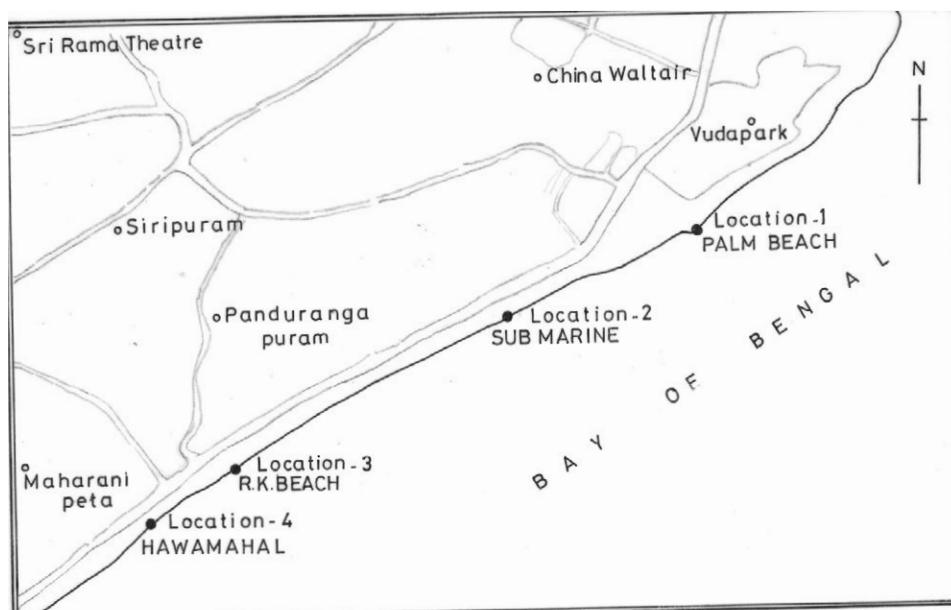 Sri Rama Theatre
China Waltair
N
Vudapark
Siripuram
Location-1
PALM BEACH
Panduranga
puram
Location-2
SUB MARINE
BAY OF BENGAL
Maharani
peta
Location-3
R.K.BEACH
Location-4
HAWAMAHAL